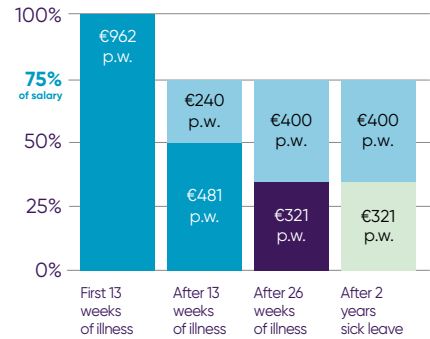 100%
€962
p.w.
75%
of salary
€240
p.w.
€400
p.w.
€400
p.w.
50%
€481
p.w.
25%
€321
p.w.
€321
p.w.
0%
First 13
weeks
of illness
After 13
weeks
of illness
After 26
weeks
of illness
After 2
years
sick leave